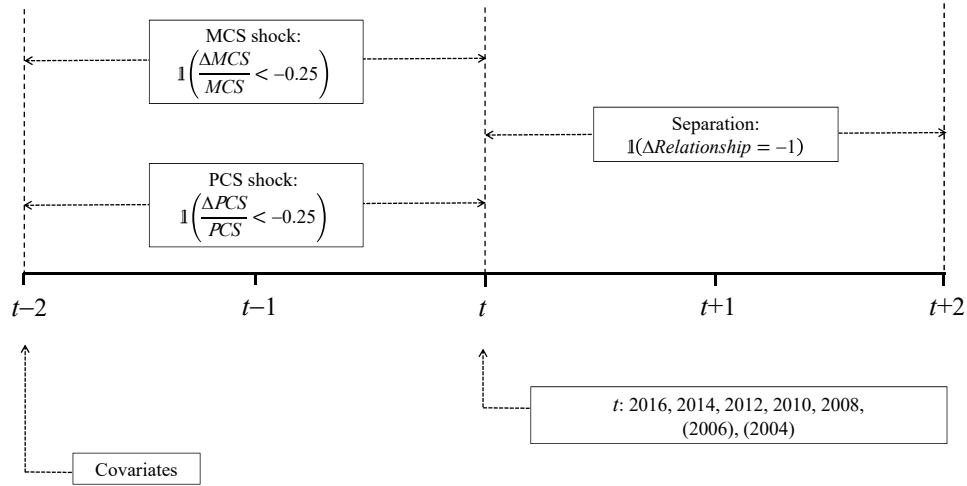 MCS shock:
𝟙(ΔMCS/MCS < –0.25)
Separation:
𝟙(ΔRelationship = –1)
PCS shock:
𝟙(ΔPCS/PCS < –0.25)
t–2
t–1
t
t+1
t+2
t: 2016, 2014, 2012, 2010, 2008,
(2006), (2004)
Covariates